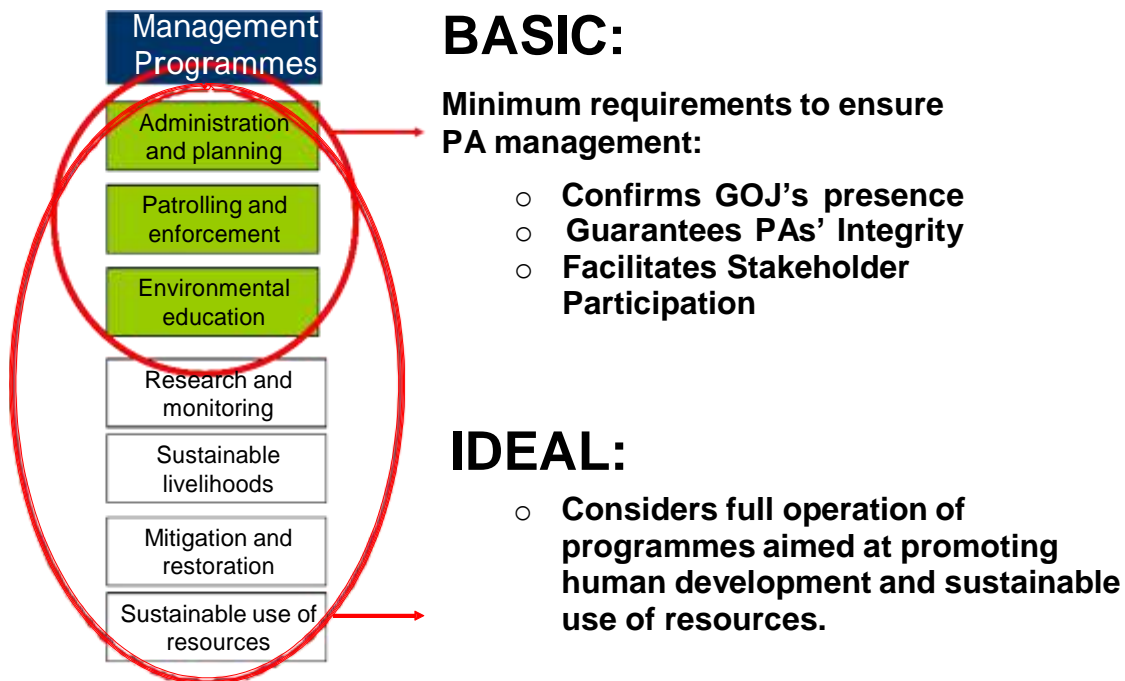 Management
Programmes
Administration
and planning
Patrolling and
enforcement
Environmental
education
Research and
monitoring
Sustainable
livelihoods
Mitigation and
restoration
Sustainable use of
resources
BASIC:
Minimum requirements to ensure
PA management:
o Confirms GOJ’s presence
o Guarantees PAs’ Integrity
o Facilitates Stakeholder
Participation
IDEAL:
o Considers full operation of
programmes aimed at promoting
human development and sustainable
use of resources.